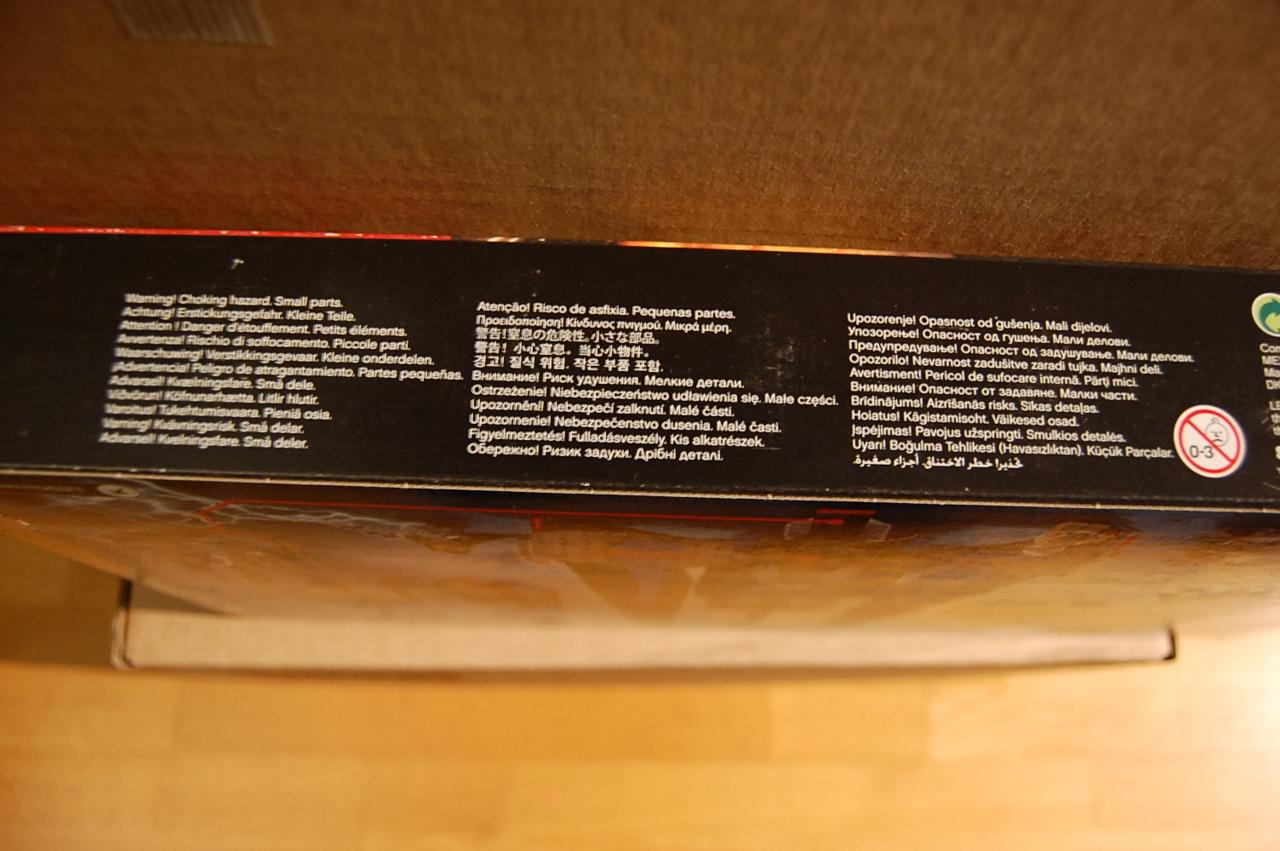 Warning! Choking hazard. Small parts.
Achtung! Erstickungsgefahr. Kleine Teile.
Attention ! Danger d'étouffement. Petits éléments.
Avvertenza! Rischio di soffocamento. Piccole parti.
Waarschuwing! Verstikkingsgevaar. Kleine onderdelen.
¡Advertencia! Peligro de atragantamiento. Partes pequeñas.
Advarsel! Kvælningsfare. Små dele.
Viðvörun! Köfnunarhætta. Litlir hlutir.
Varoitus! Tukehtumisvaara. Pieniä osia.
Varning! Kvävningsrisk. Små delar.
Advarsel! Kvelningsfare. Små deler.
Atenção! Risco de asfixia. Pequenas partes.
Προειδοποίηση! Κίνδυνος πνιγμού. Μικρά μέρη.
警告!窒息の危険性。小さな部品。
警告! 小心窒息。当心小物件。
경고! 질식 위험. 작은 부품 포함.
Внимание! Риск удушения. Мелкие детали.
Ostrzeżenie! Niebezpieczeństwo udławienia się. Małe części.
Upozornění! Nebezpečí zalknutí. Malé části.
Upozornenie! Nebezpečenstvo dusenia. Malé časti.
Figyelmeztetés! Fulladásveszély. Kis alkatrészek.
Обережно! Ризик задухи. Дрібні деталі.
Upozorenje! Opasnost od gušenja. Mali dijelovi.
Упозорење! Опасност од гушења. Мали делови.
Предупредување! Опасност од задушување. Мали делови.
Opozorilo! Nevarnost zadušitve zaradi tujka. Majhni deli.
Avertisment! Pericol de sufocare internă. Părţi mici.
Внимание! Опасност от задавяне. Малки части.
Brīdinājums! Aizrīšanās risks. Sīkas detaļas.
Hoiatus! Kägistamisoht. Väikesed osad.
Įspėjimas! Pavojus užspringti. Smulkios detalės.
Uyarı! Boğulma Tehlikesi (Havasızlıktan). Küçük Parçalar.
تحذير! خطر الاختناق. أجزاء صغيرة.
0-3